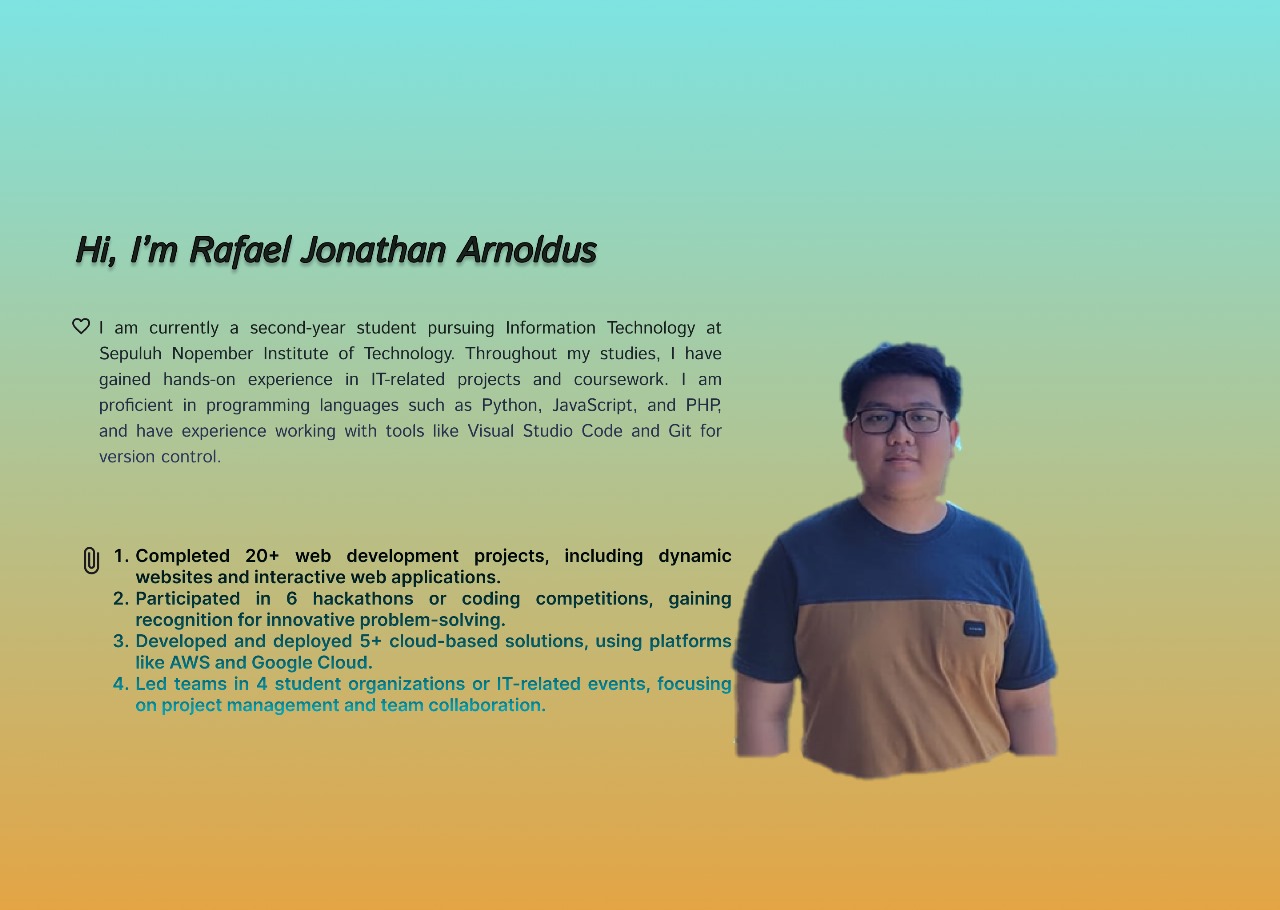 Hi, I’m Rafael Jonathan Arnoldus
I am currently a second-year student pursuing Information Technology at
Sepuluh Nopember Institute of Technology. Throughout my studies, I have
gained hands-on experience in IT-related projects and coursework. I am
proficient in programming languages such as Python, JavaScript, and PHP,
and have experience working with tools like Visual Studio Code and Git for
version control.
1. Completed 20+ web development projects, including dynamic
websites and interactive web applications.
2. Participated in 6 hackathons or coding competitions, gaining
recognition for innovative problem-solving.
3. Developed and deployed 5+ cloud-based solutions, using platforms
like AWS and Google Cloud.
4. Led teams in 4 student organizations or IT-related events, focusing
on project management and team collaboration.